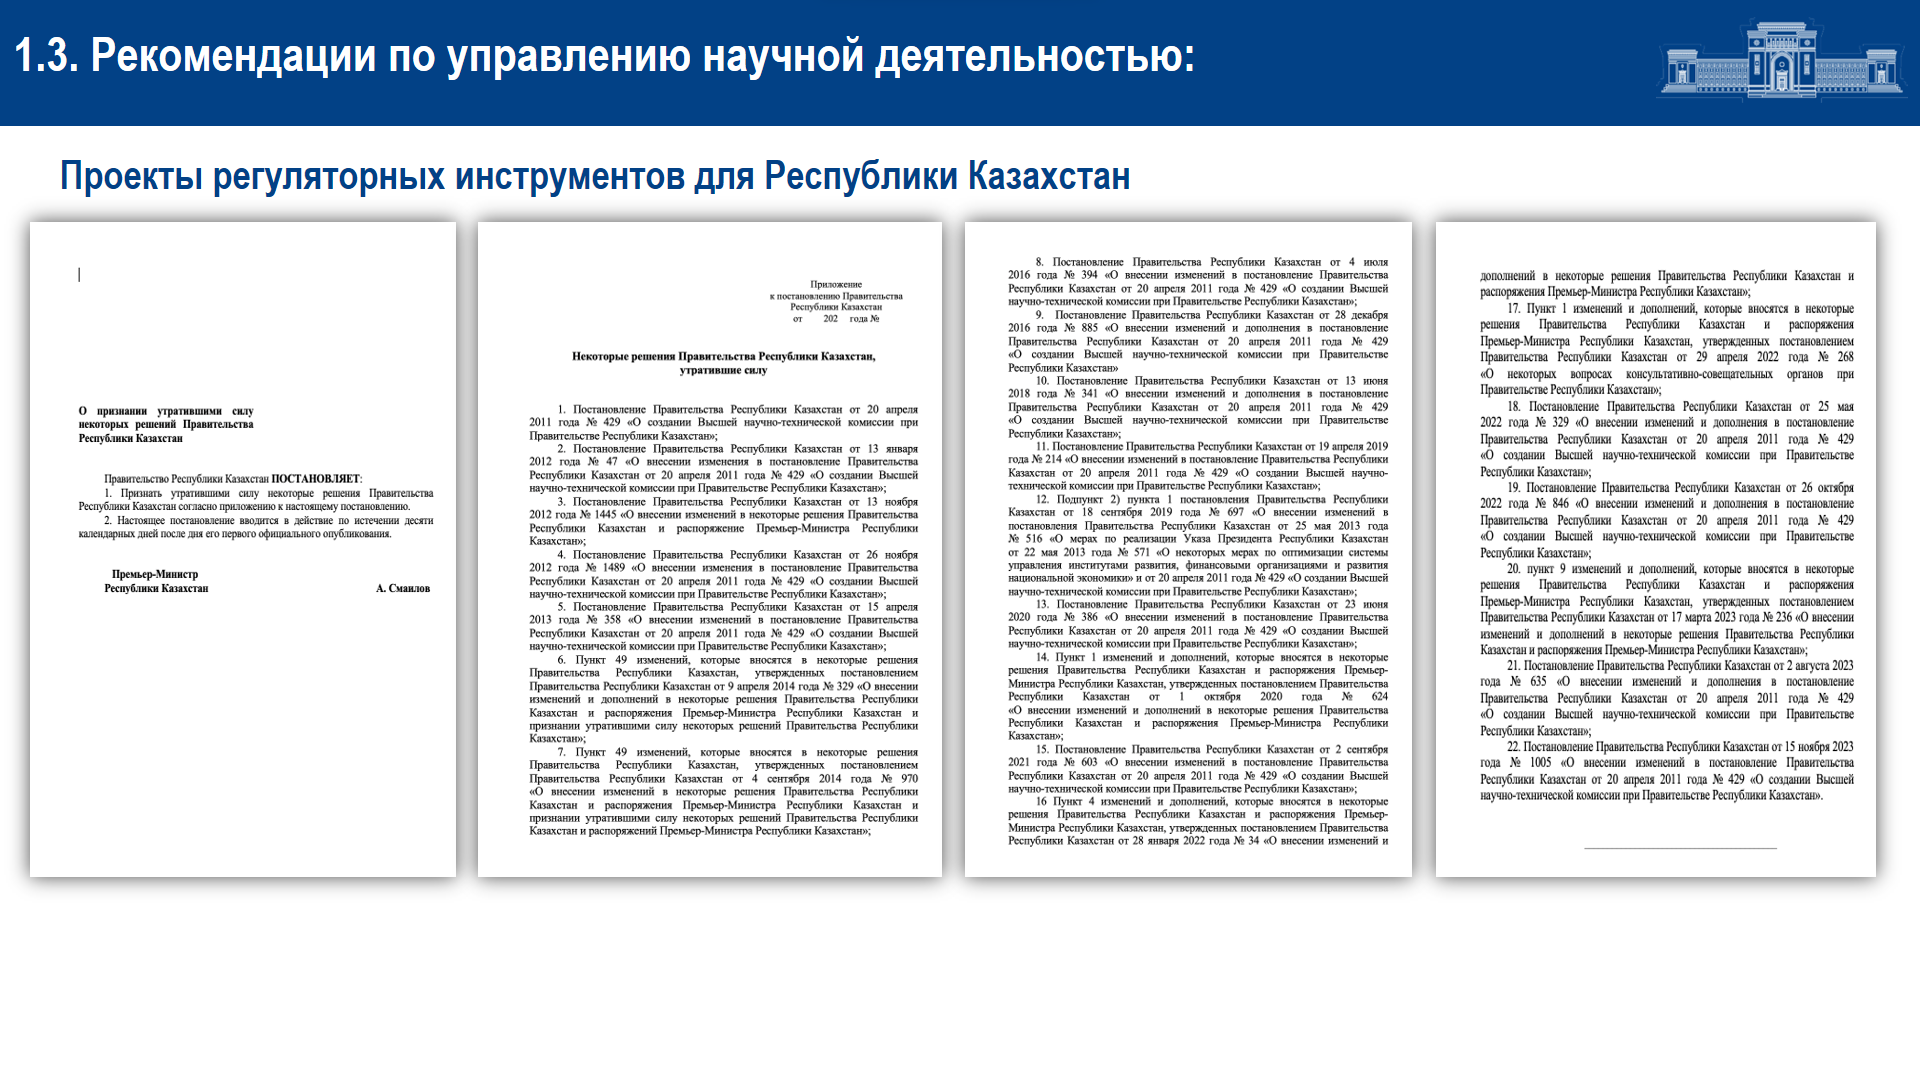 1.3. Рекомендации по управлению научной деятельностью:
Проекты регуляторных инструментов для Республики Казахстан
О признании утратившими силу
некоторых решений Правительства
Республики Казахстан
Правительство Республики Казахстан ПОСТАНОВЛЯЕТ:
1. Признать утратившими силу некоторые решения Правительства
Республики Казахстан согласно приложению к настоящему постановлению.
2. Настоящее постановление вводится в действие по истечении десяти
календарных дней после дня его первого официального опубликования.
Премьер-Министр
Республики Казахстан А. Смаилов
Приложение
к постановлению Правительства
Республики Казахстан
от 202 года №
Некоторые решения Правительства Республики Казахстан,
утратившие силу
1. Постановление Правительства Республики Казахстан от 20 апреля
2011 года № 429 «О создании Высшей научно-технической комиссии при
Правительстве Республики Казахстан»;
2. Постановление Правительства Республики Казахстан от 13 января
2012 года № 47 «О внесении изменения в постановление Правительства
Республики Казахстан от 20 апреля 2011 года № 429 «О создании Высшей
научно-технической комиссии при Правительстве Республики Казахстан»;
3. Постановление Правительства Республики Казахстан от 13 ноября
2012 года № 1445 «О внесении изменений в некоторые решения Правительства
Республики Казахстан и распоряжение Премьер-Министра Республики
Казахстан»;
4. Постановление Правительства Республики Казахстан от 26 ноября
2012 года № 1489 «О внесении изменения в постановление Правительства
Республики Казахстан от 20 апреля 2011 года № 429 «О создании Высшей
научно-технической комиссии при Правительстве Республики Казахстан»;
5. Постановление Правительства Республики Казахстан от 15 апреля
2013 года № 358 «О внесении изменений в постановление Правительства
Республики Казахстан от 20 апреля 2011 года № 429 «О создании Высшей
научно-технической комиссии при Правительстве Республики Казахстан»;
6. Пункт 49 изменений, которые вносятся в некоторые решения
Правительства Республики Казахстан, утвержденных постановлением
Правительства Республики Казахстан от 9 апреля 2014 года № 329 «О внесении
изменений и дополнений в некоторые решения Правительства Республики
Казахстан и распоряжения Премьер-Министра Республики Казахстан и
признании утратившими силу некоторых решений Правительства Республики
Казахстан»;
7. Пункт 49 изменений, которые вносятся в некоторые решения
Правительства Республики Казахстан, утвержденных постановлением
Правительства Республики Казахстан от 4 сентября 2014 года № 970
«О внесении изменений в некоторые решения Правительства Республики
Казахстан и распоряжения Премьер-Министра Республики Казахстан и
признании утратившими силу некоторых решений Правительства Республики
Казахстан и распоряжений Премьер-Министра Республики Казахстан»;
8. Постановление Правительства Республики Казахстан от 4 июля
2016 года № 394 «О внесении изменений в постановление Правительства
Республики Казахстан от 20 апреля 2011 года № 429 «О создании Высшей
научно-технической комиссии при Правительстве Республики Казахстан»;
9. Постановление Правительства Республики Казахстан от 28 декабря
2016 года № 885 «О внесении изменений и дополнения в постановление
Правительства Республики Казахстан от 20 апреля 2011 года № 429
«О создании Высшей научно-технической комиссии при Правительстве
Республики Казахстан»
10. Постановление Правительства Республики Казахстан от 13 июня
2018 года № 341 «О внесении изменений и дополнения в постановление
Правительства Республики Казахстан от 20 апреля 2011 года № 429
«О создании Высшей научно-технической комиссии при Правительстве
Республики Казахстан»;
11. Постановление Правительства Республики Казахстан от 19 апреля 2019
года № 214 «О внесении изменений в постановление Правительства Республики
Казахстан от 20 апреля 2011 года № 429 «О создании Высшей научно-
технической комиссии при Правительстве Республики Казахстан»;
12. Подпункт 2) пункта 1 постановления Правительства Республики
Казахстан от 18 сентября 2019 года № 697 «О внесении изменений в
постановления Правительства Республики Казахстан от 25 мая 2013 года
№ 516 «О мерах по реализации Указа Президента Республики Казахстан
от 22 мая 2013 года № 571 «О некоторых мерах по оптимизации системы
управления институтами развития, финансовыми организациями и развития
национальной экономики» и от 20 апреля 2011 года № 429 «О создании Высшей
научно-технической комиссии при Правительстве Республики Казахстан»;
13. Постановление Правительства Республики Казахстан от 23 июня
2020 года № 386 «О внесении изменений в постановление Правительства
Республики Казахстан от 20 апреля 2011 года № 429 «О создании Высшей
научно-технической комиссии при Правительстве Республики Казахстан»;
14. Пункт 1 изменений и дополнений, которые вносятся в некоторые
решения Правительства Республики Казахстан и распоряжения Премьер-
Министра Республики Казахстан, утвержденных постановлением Правительства
Республики Казахстан от 1 октября 2020 года № 624
«О внесении изменений и дополнений в некоторые решения Правительства
Республики Казахстан и распоряжения Премьер-Министра Республики
Казахстан»;
15. Постановление Правительства Республики Казахстан от 2 сентября
2021 года № 603 «О внесении изменений в постановление Правительства
Республики Казахстан от 20 апреля 2011 года № 429 «О создании Высшей
научно-технической комиссии при Правительстве Республики Казахстан»;
16 Пункт 4 изменений и дополнений, которые вносятся в некоторые
решения Правительства Республики Казахстан и распоряжения Премьер-
Министра Республики Казахстан, утвержденных постановлением Правительства
Республики Казахстан от 28 января 2022 года № 34 «О внесении изменений и
дополнений в некоторые решения Правительства Республики Казахстан и
распоряжения Премьер-Министра Республики Казахстан»;
17. Пункт 1 изменений и дополнений, которые вносятся в некоторые
решения Правительства Республики Казахстан и распоряжения
Премьер-Министра Республики Казахстан, утвержденных постановлением
Правительства Республики Казахстан от 29 апреля 2022 года № 268
«О некоторых вопросах консультативно-совещательных органов при
Правительстве Республики Казахстан»;
18. Постановление Правительства Республики Казахстан от 25 мая
2022 года № 329 «О внесении изменений и дополнения в постановление
Правительства Республики Казахстан от 20 апреля 2011 года № 429
«О создании Высшей научно-технической комиссии при Правительстве
Республики Казахстан»;
19. Постановление Правительства Республики Казахстан от 26 октября
2022 года № 846 «О внесении изменений и дополнения в постановление
Правительства Республики Казахстан от 20 апреля 2011 года № 429
«О создании Высшей научно-технической комиссии при Правительстве
Республики Казахстан»;
20. пункт 9 изменений и дополнений, которые вносятся в некоторые
решения Правительства Республики Казахстан и распоряжения
Премьер-Министра Республики Казахстан, утвержденных постановлением
Правительства Республики Казахстан от 17 марта 2023 года № 236 «О внесении
изменений и дополнений в некоторые решения Правительства Республики
Казахстан и распоряжения Премьер-Министра Республики Казахстан»;
21. Постановление Правительства Республики Казахстан от 2 августа 2023
года № 635 «О внесении изменений и дополнения в постановление
Правительства Республики Казахстан от 20 апреля 2011 года № 429
«О создании Высшей научно-технической комиссии при Правительстве
Республики Казахстан»;
22. Постановление Правительства Республики Казахстан от 15 ноября 2023
года № 1005 «О внесении изменений в постановление Правительства
Республики Казахстан от 20 апреля 2011 года № 429 «О создании Высшей
научно-технической комиссии при Правительстве Республики Казахстан».